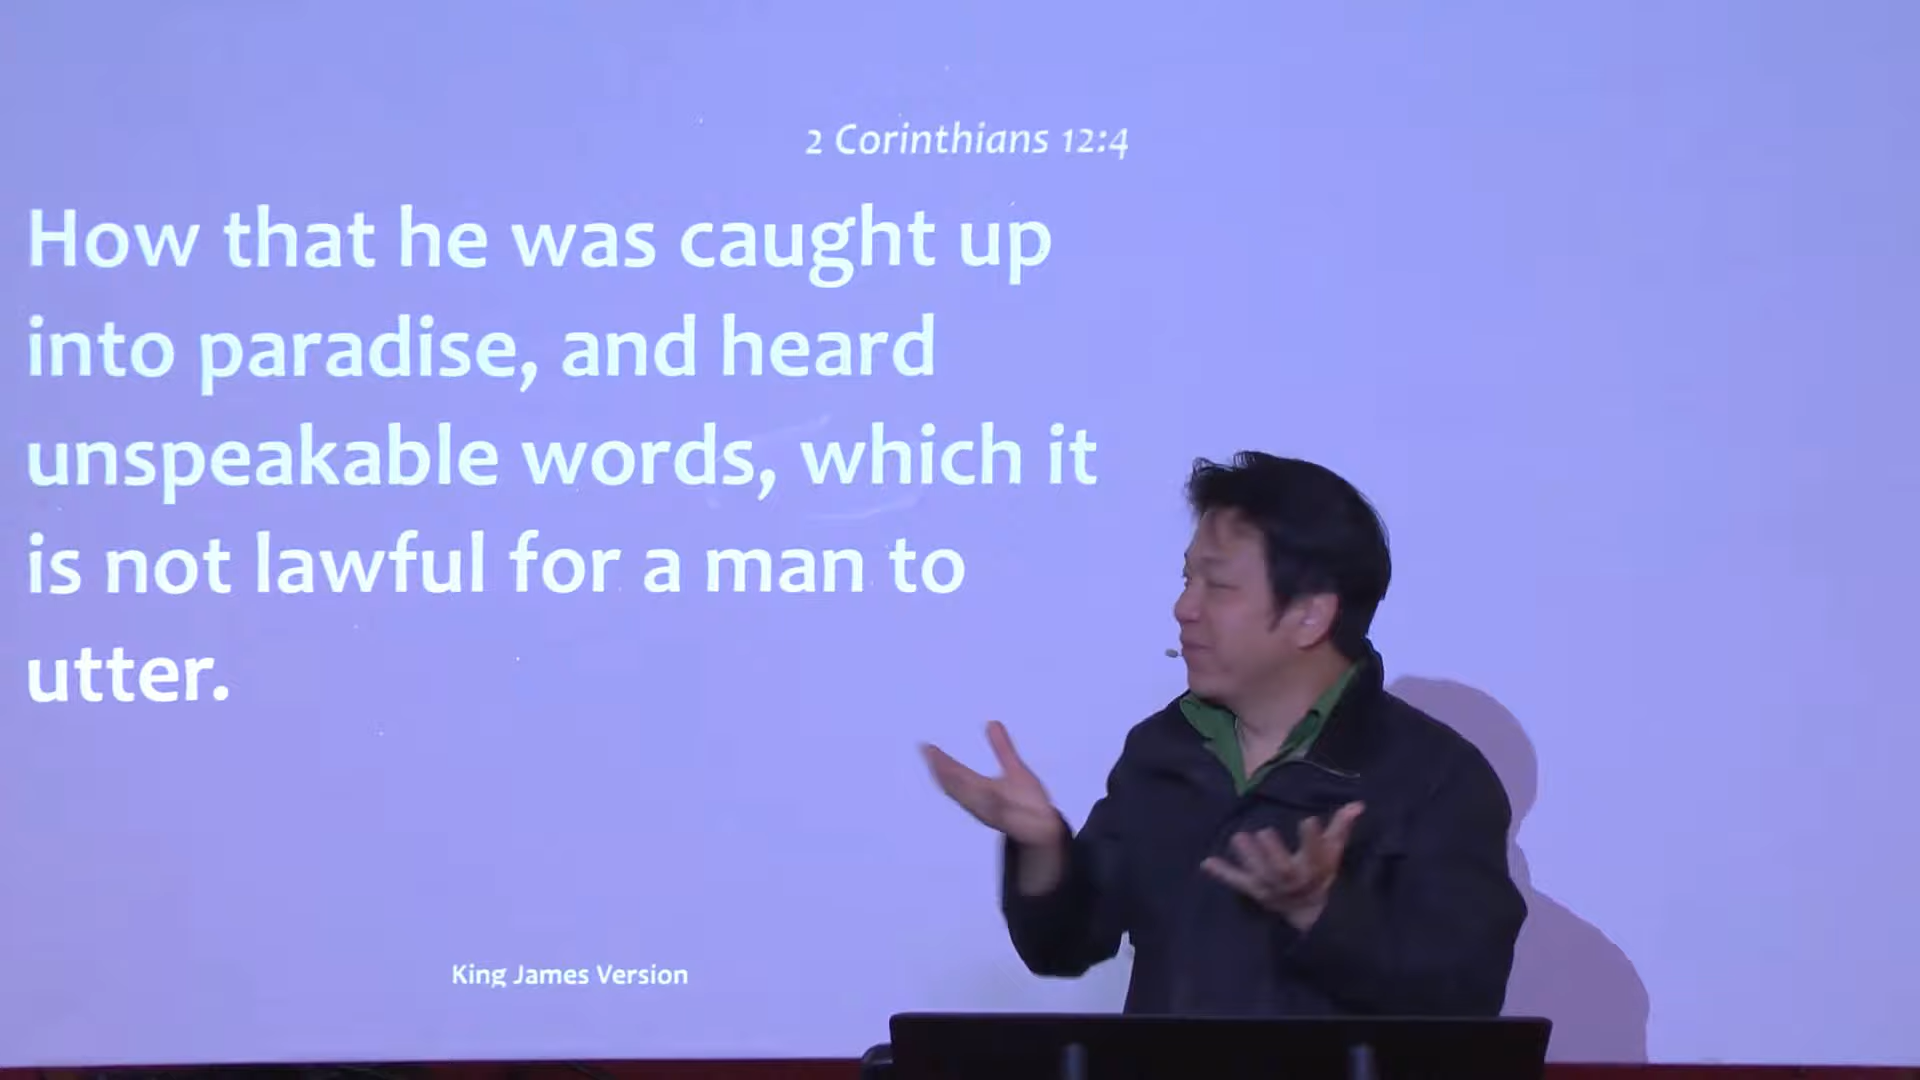 2 Corinthians 12:4
How that he was caught up
into paradise, and heard
unspeakable words, which it
is not lawful for a man to
utter.
King James Version